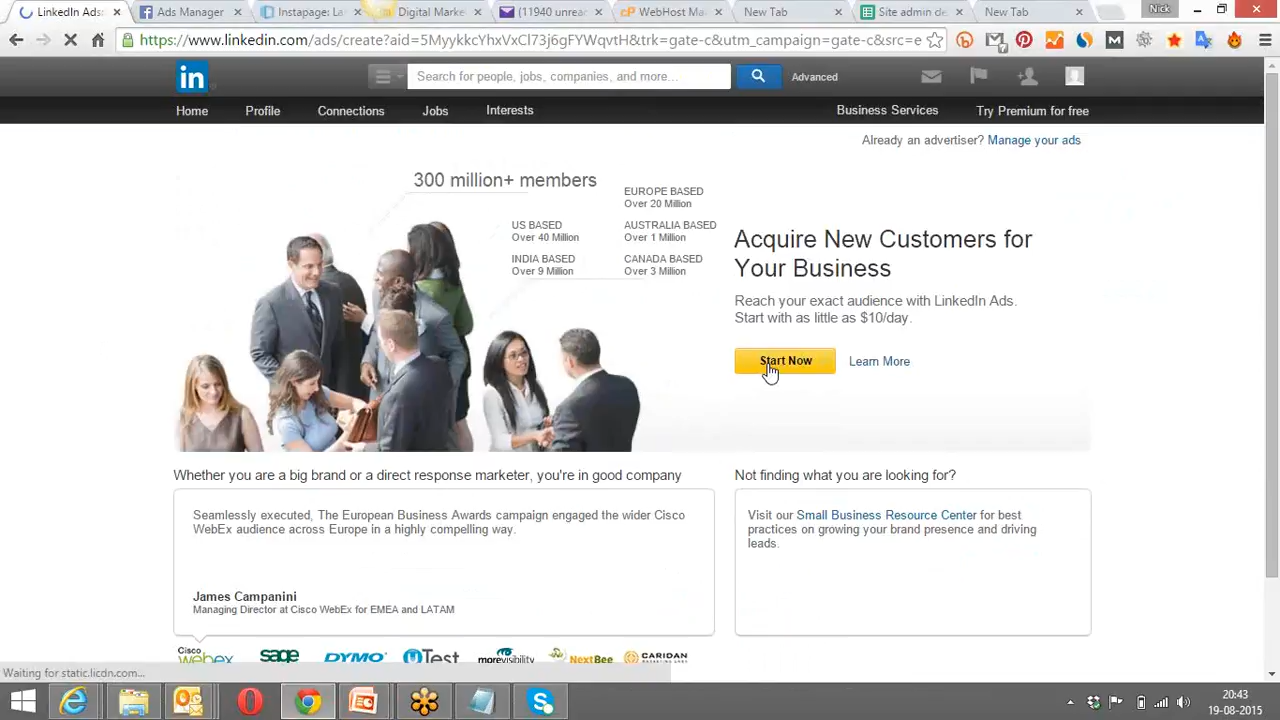 LinkedIn Ads:
Ads Manager
Instapage: L
Digital Marke
(11940 unrea
WebHost Ma
New Tab
Site admin de
New Tab
Nick
https://www.linkedin.com/ads/create?aid=5MyykkcYhxVxCl73j6gFYWqvtH&trk=gate-c&utm_campaign=gate-c&src=e
in
Search for people, jobs, companies, and more...
Advanced
Home
Profile
Connections
Jobs
Interests
Business Services
Try Premium for free
Already an advertiser? Manage your ads
300 million+ members
EUROPE BASED
Over 20 Million
US BASED
Over 40 Million
AUSTRALIA BASED
Over 1 Million
INDIA BASED
Over 9 Million
CANADA BASED
Over 3 Million
Acquire New Customers for
Your Business
Reach your exact audience with LinkedIn Ads.
Start with as little as $10/day.
Start Now
Learn More
Whether you are a big brand or a direct response marketer, you're in good company
Seamlessly executed, The European Business Awards campaign engaged the wider Cisco
WebEx audience across Europe in a highly compelling way.
James Campanini
Managing Director at Cisco WebEx for EMEA and LATAM
Not finding what you are looking for?
Visit our Small Business Resource Center for best
practices on growing your brand presence and driving
leads.
Cisco
webex
sage
DYMO
uTest
morevisibility
NextBee
CARIDAN
Waiting for static.licdn.com...
20:43
19-08-2015